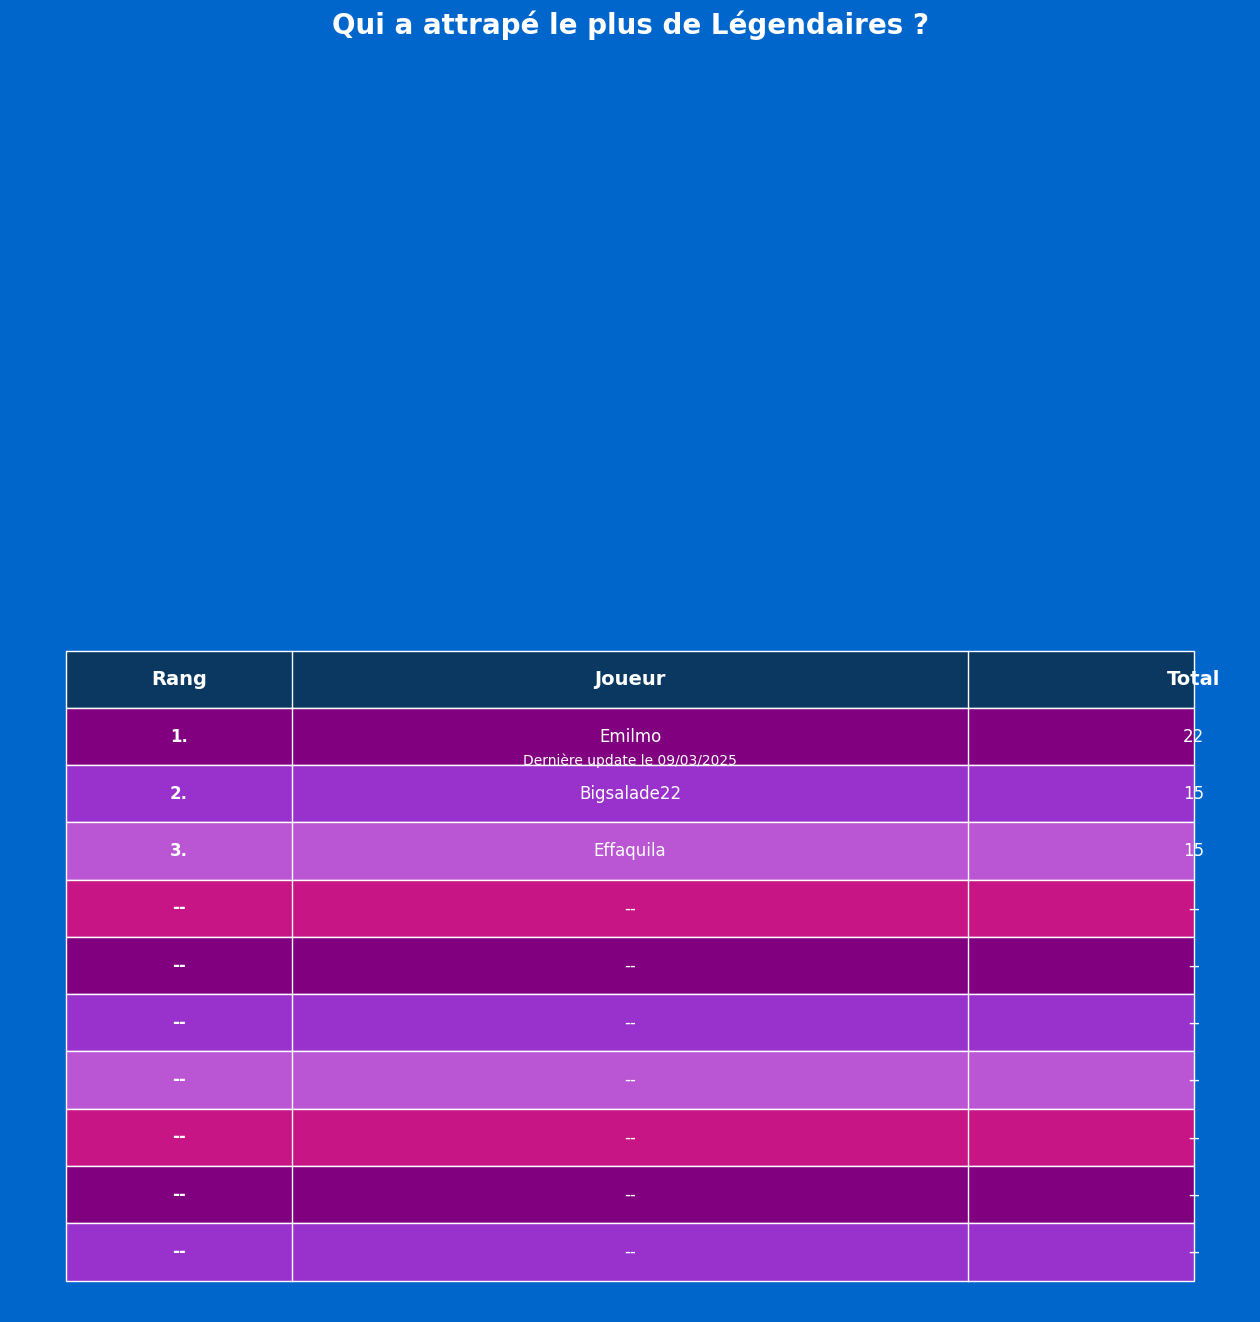 Qui a attrapé le plus de Légendaires ?
Rang Joueur Total
1. Emilmo 22
Dernière update le 09/03/2025
2. Bigsalade22 15
3. Effaquila 15
-- -- --
-- -- --
-- -- --
-- -- --
-- -- --
-- -- --
-- -- --